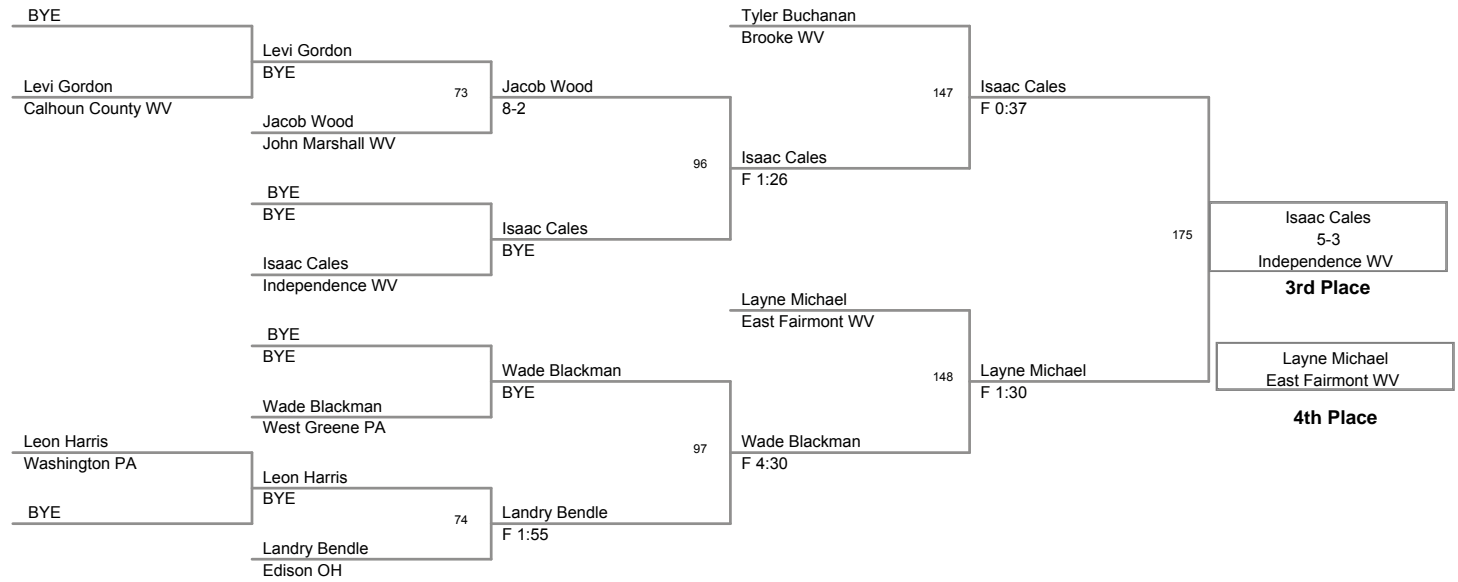 BYE
Levi Gordon
Calhoun County WV
Leon Harris
Washington PA
BYE
Levi Gordon
BYE
73
Jacob Wood
John Marshall WV
BYE
BYE
Isaac Cales
Independence WV
BYE
BYE
Wade Blackman
West Greene PA
Leon Harris
BYE
74
Landry Bendle
Edison OH
Jacob Wood
8-2
96
Isaac Cales
BYE
Wade Blackman
BYE
97
Landry Bendle
F 1:55
Tyler Buchanan
Brooke WV
147
Isaac Cales
F 1:26
Layne Michael
East Fairmont WV
148
Wade Blackman
F 4:30
Isaac Cales
F 0:37
175
Layne Michael
F 1:30
Isaac Cales
5-3
Independence WV
3rd Place
Layne Michael
East Fairmont WV
4th Place